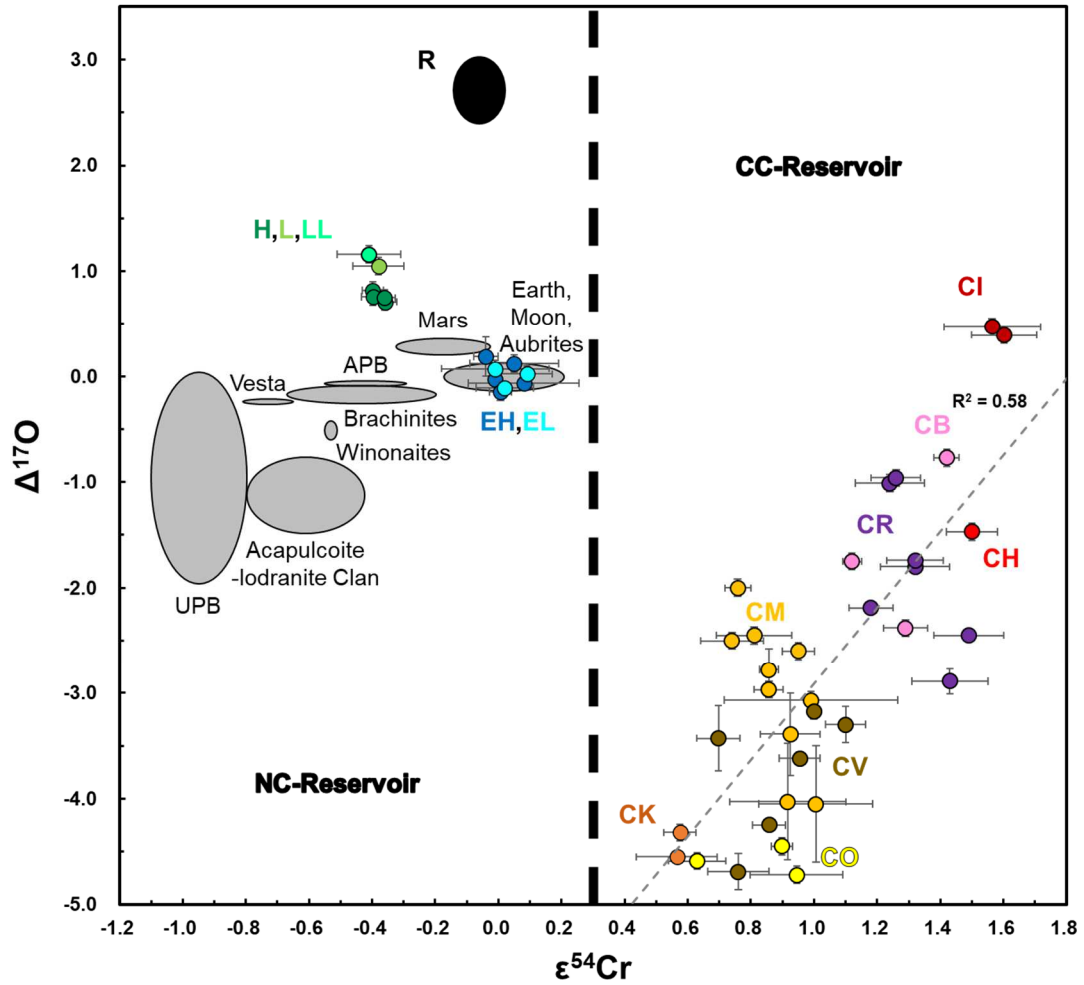 3.0
2.0
1.0
0.0
-1.0
-2.0
-3.0
-4.0
-5.0
Δ¹⁷O
R
CC-Reservoir
H,L,LL
Earth,
Moon,
Aubrites
Mars
CI
APB
Vesta
R² = 0.58
Brachinites
EH,EL
CB
Winonaites
CR
Acapulcoite
-lodranite Clan
CH
UPB
CM
NC-Reservoir
CV
CK
CO
-1.2 -1.0 -0.8 -0.6 -0.4 -0.2 0.0 0.2 0.4 0.6 0.8 1.0 1.2 1.4 1.6 1.8
ε⁵⁴Cr